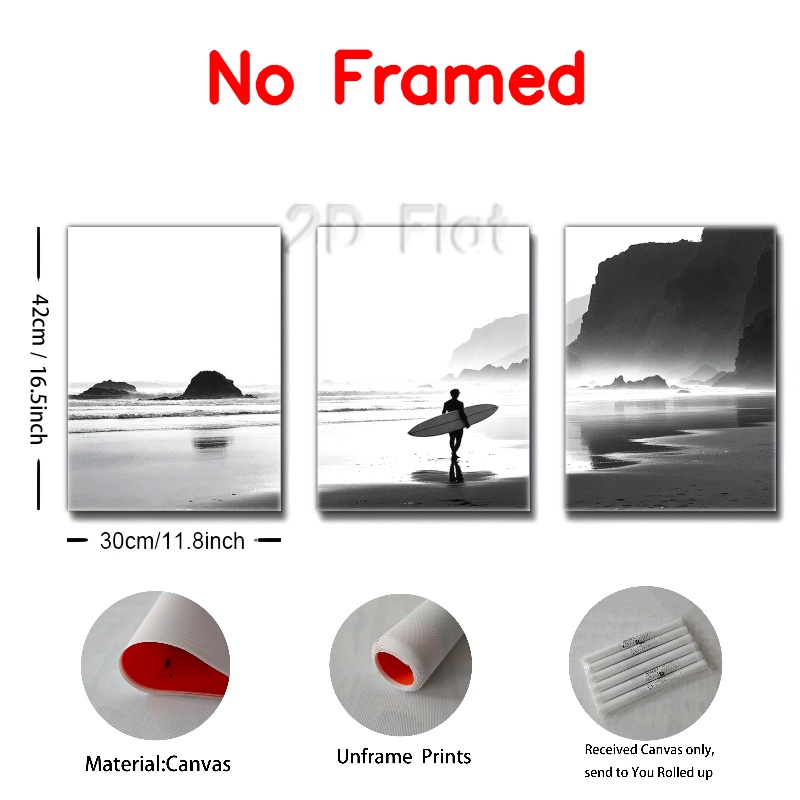 No Framed
2D Flat
42cm / 16.5inch
30cm/11.8inch
Material:Canvas
Unframe Prints
Received Canvas only,
send to You Rolled up